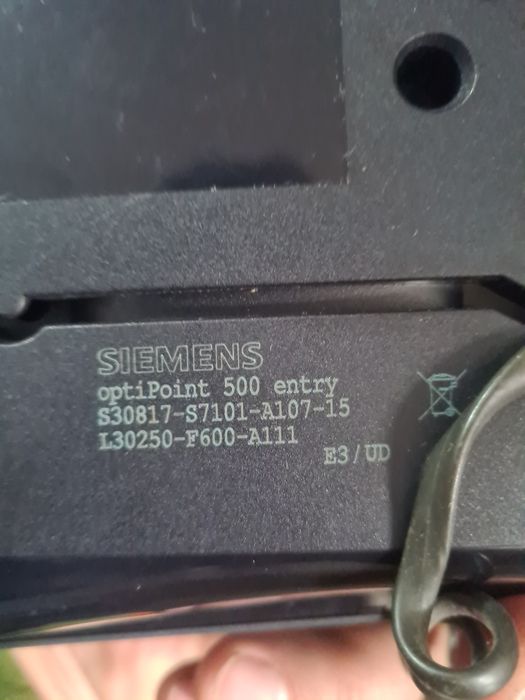 SIEMENS
optiPoint 500 entry
S30817-S7101-A107-15
L30250-F600-A111
E3/UD